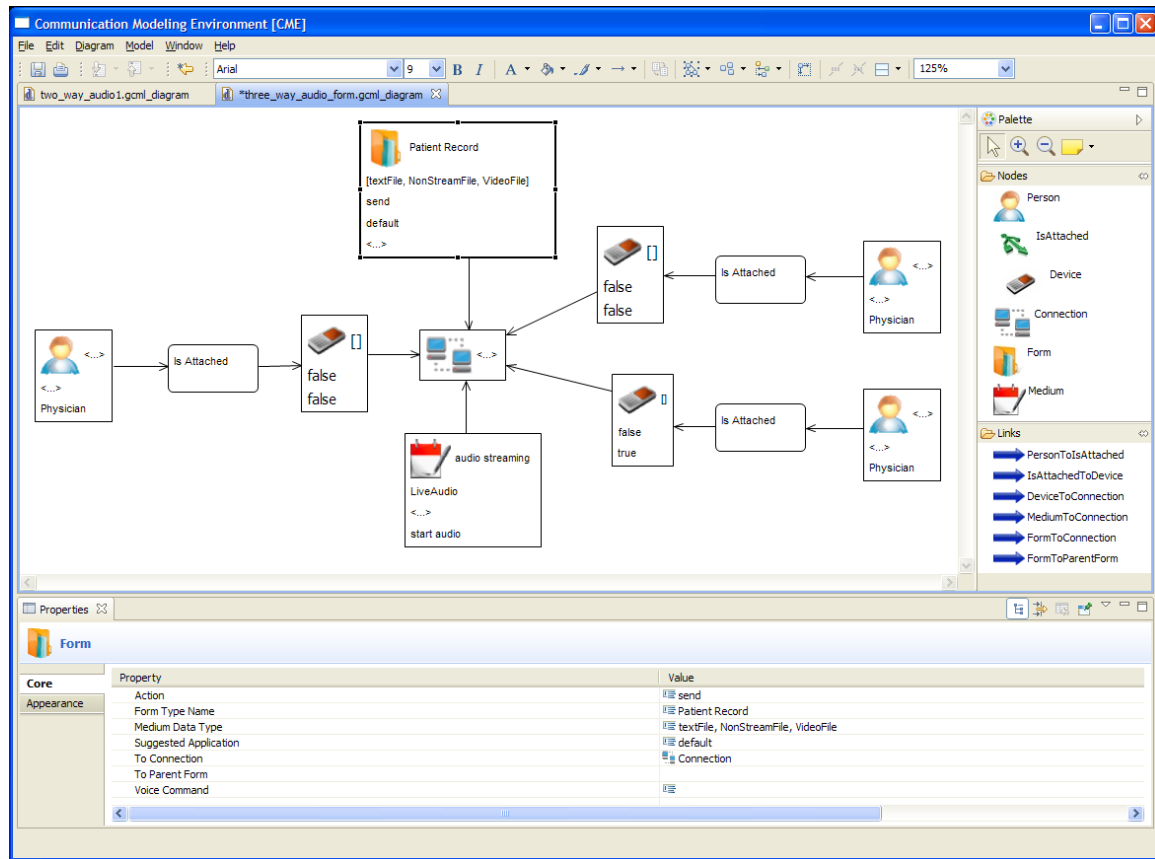 Communication Modeling Environment [CME]
File Edit Diagram Model Window Help
Arial 9 B I A 125%
two_way_audio1.gcml_diagram *three_way_audio_form.gcml_diagram
Patient Record
[textFile, NonStreamFile, VideoFile]
send
default
<...>
[]
false
false
Is Attached
<...>
<...>
Physician
<...>
<...>
Physician
Is Attached
[]
false
false
<...>
[]
false
true
Is Attached
<...>
<...>
Physician
audio streaming
LiveAudio
<...>
start audio
Palette
Nodes
Person
IsAttached
Device
Connection
Form
Medium
Links
PersonToIsAttached
IsAttachedToDevice
DeviceToConnection
MediumToConnection
FormToConnection
FormToParentForm
Properties
Form
Core
Appearance
Property Value
Action send
Form Type Name Patient Record
Medium Data Type textFile, NonStreamFile, VideoFile
Suggested Application default
To Connection Connection
To Parent Form
Voice Command